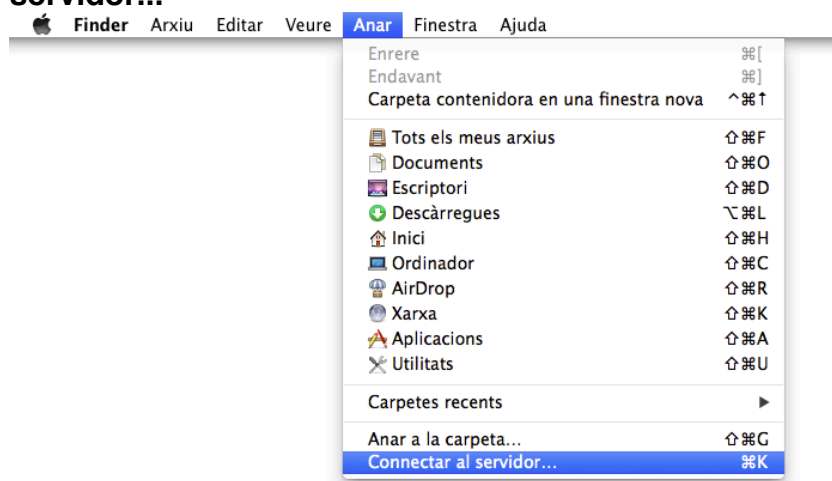 servidor...
Finder Arxiu Editar Veure Anar Finestra Ajuda
Enrere ⌘[
Endavant ⌘]
Carpeta contenidora en una finestra nova ^⌘↑
Tots els meus arxius ⇧⌘F
Documents ⇧⌘O
Escriptori ⇧⌘D
Descàrregues ⌥⌘L
Inici ⇧⌘H
Ordinador ⇧⌘C
AirDrop ⇧⌘R
Xarxa ⇧⌘K
Aplicacions ⇧⌘A
Utilitats ⇧⌘U
Carpetes recents ▶
Anar a la carpeta... ⇧⌘G
Connectar al servidor... ⌘K